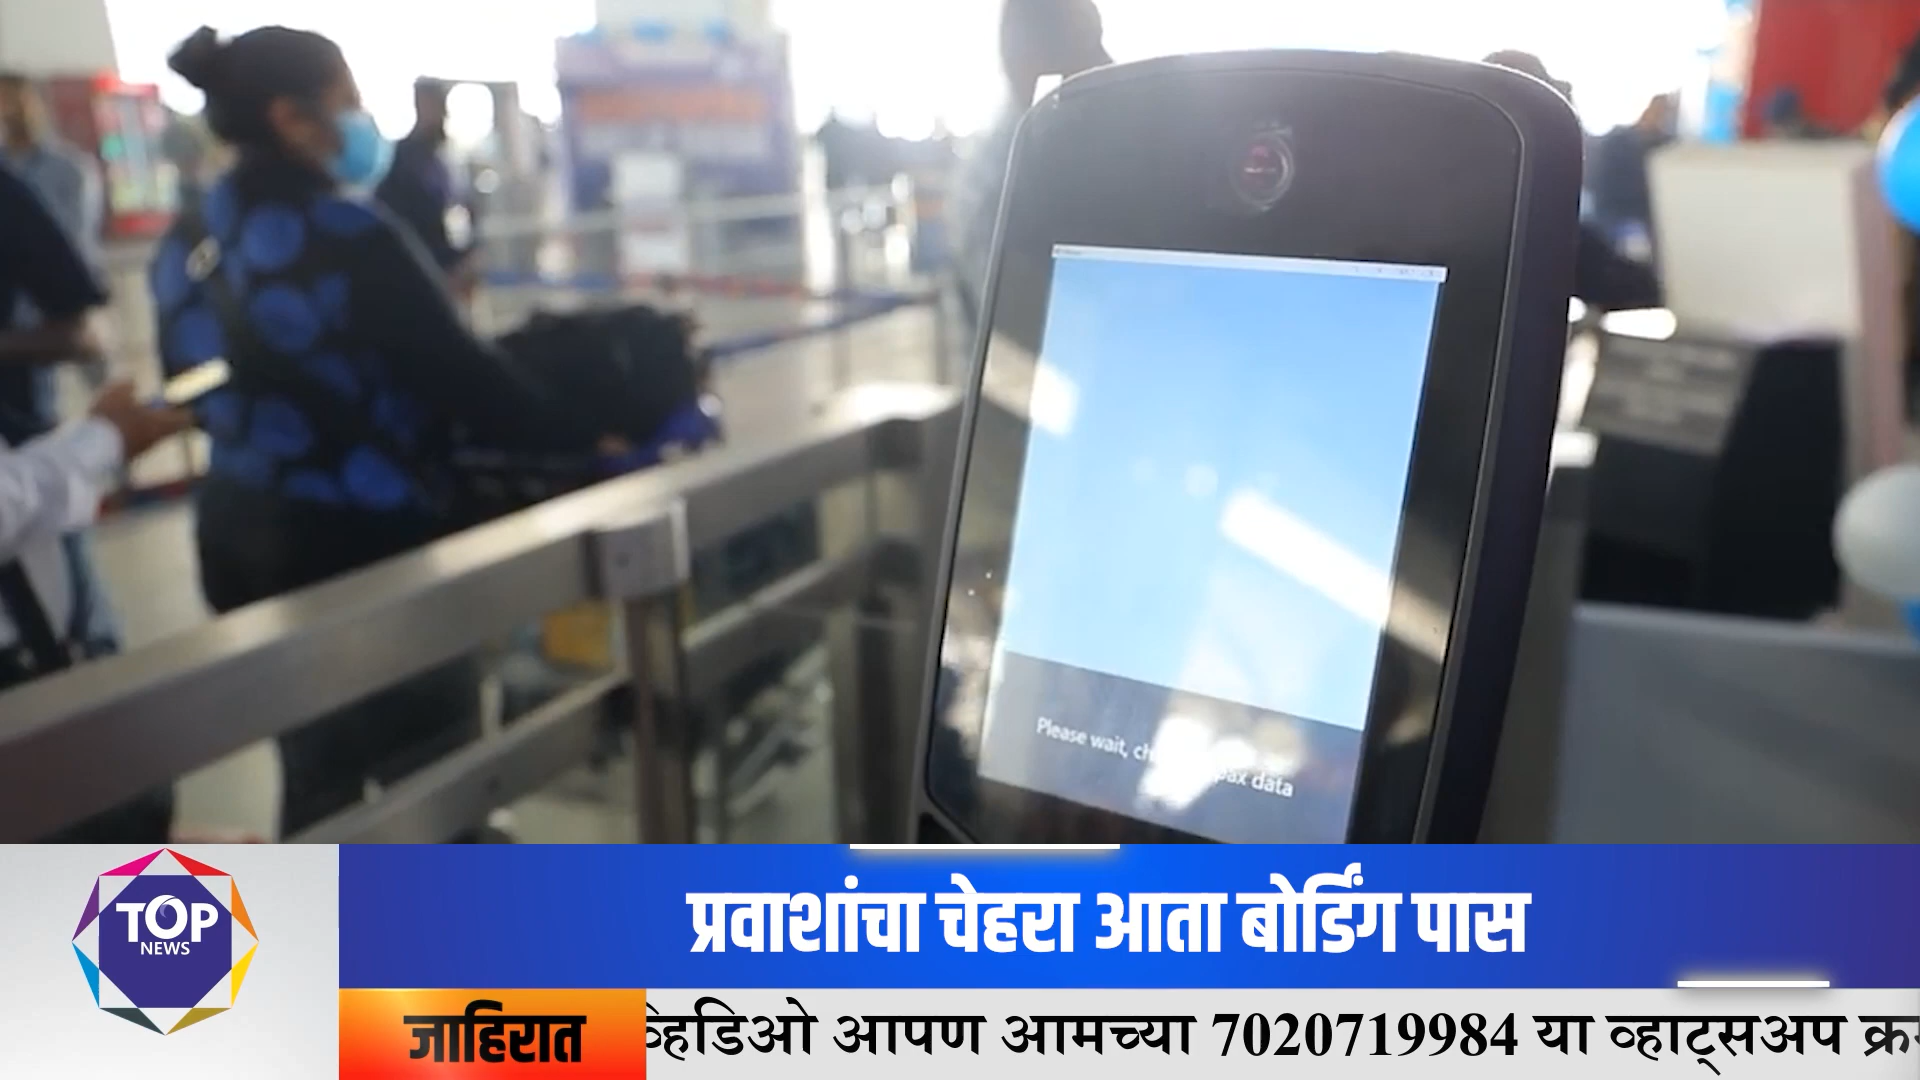 Please wait, pax data
TOP
NEWS
प्रवाशांचा चेहरा आता बोर्डिंग पास
जाहिरात
व्हिडिओ आपण आमच्या 7020719984 या व्हाट्सअप